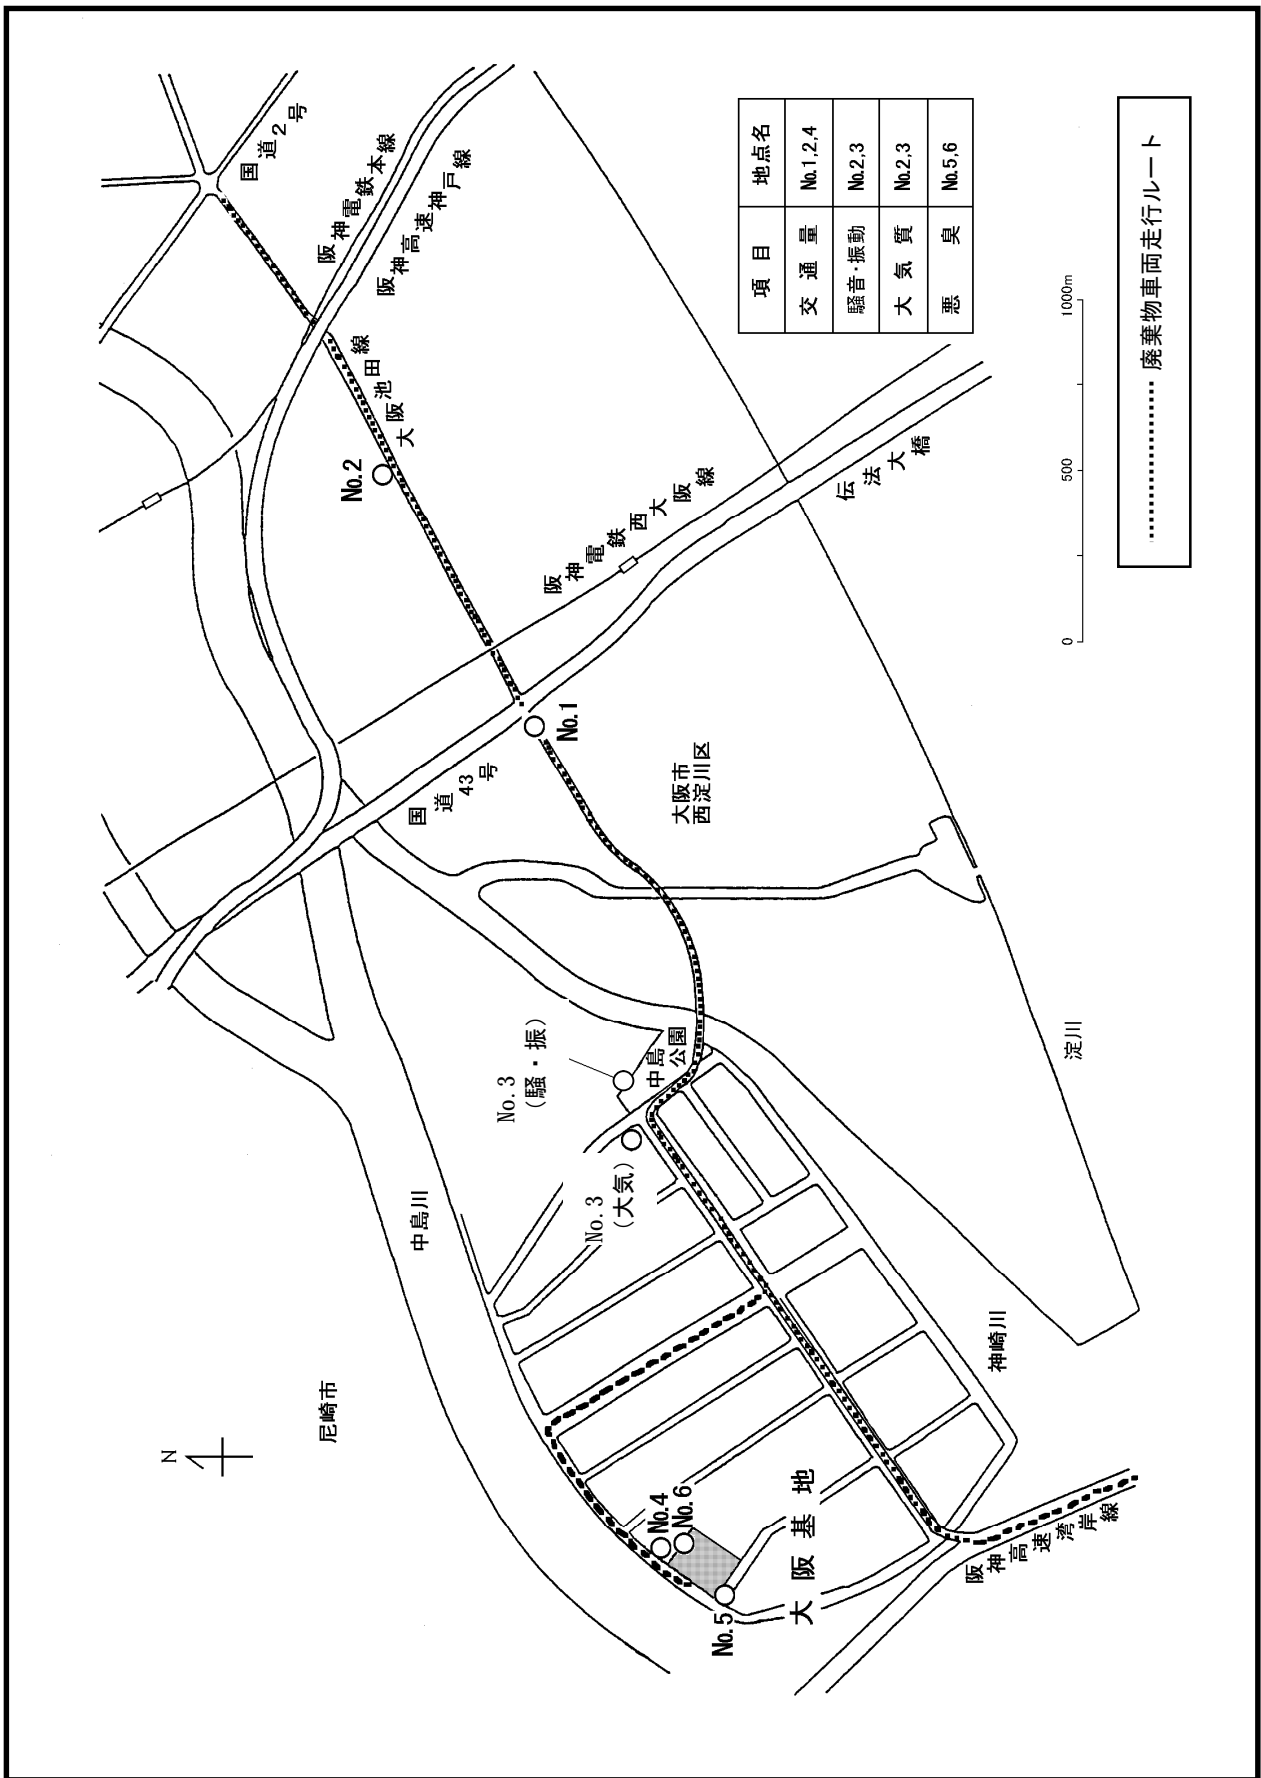 国道2号
阪神電鉄本線
阪神高速神戸線
大阪池田線
No.2
阪神電鉄西大阪線
伝法大橋
No.1
国道43号
大阪市
西淀川区
中島
公園
No.3
(騒・振)
No.3
(大気)
中島川
尼崎市
N
淀川
神崎川
No.4
No.6
No.5
大阪基地
阪神高速湾岸線
項目 地点名
交通量 No.1,2,4
騒音・振動 No.2,3
大気質 No.2,3
悪臭 No.5,6
0 500 1000m
廃棄物車両走行ルート